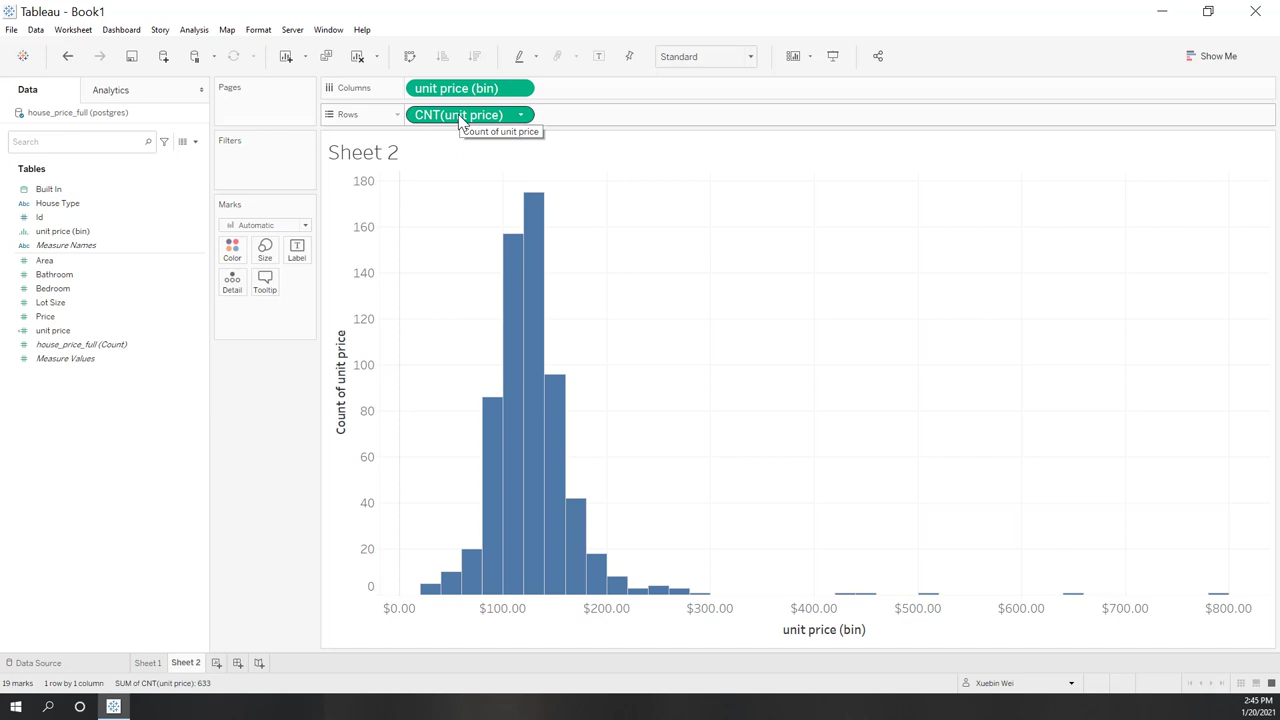 Tableau - Book1
File Data Worksheet Dashboard Story Analysis Map Format Server Window Help
Standard
Show Me
Data
Analytics
house_price_full (postgres)
Search
Tables
Built In
Abc House Type
Id
unit price (bin)
Abc Measure Names
Area
Bathroom
Bedroom
Lot Size
Price
unit price
house_price_full (Count)
Measure Values
Pages
Filters
Marks
Automatic
Color
Size
Label
Detail
Tooltip
Columns
unit price (bin)
Rows
CNT(unit price)
Count of unit price
Sheet 2
180
160
140
120
100
80
60
40
20
0
Count of unit price
$0.00 $100.00 $200.00 $300.00 $400.00 $500.00 $600.00 $700.00 $800.00
unit price (bin)
Data Source
Sheet 1
Sheet 2
19 marks 1 row by 1 column SUM of CNT(unit price): 633
Xuebin Wei
2:45 PM
1/20/2021